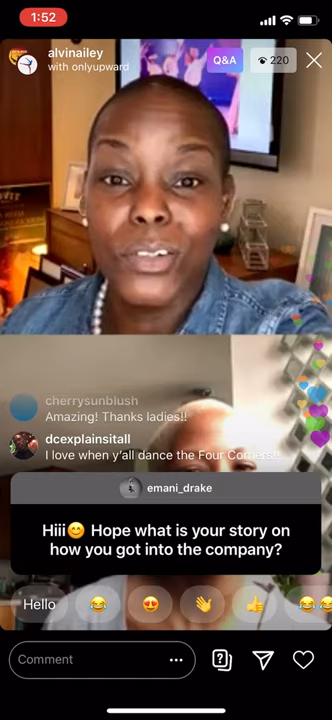 1:52
alvinailey
with onlyupward
Q&A
220
cherrysunblush
Amazing! Thanks ladies!!
dcexplainsitall
I love when y'all dance the Four Corners!!
emani_drake
Hiii😊 Hope what is your story on
how you got into the company?
Hello 😂 😍 👋 👍 😂
Comment